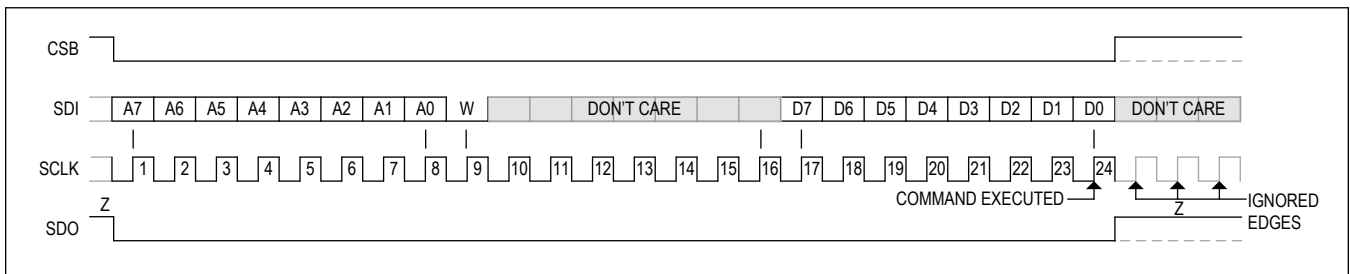 CSB
SDI A7 A6 A5 A4 A3 A2 A1 A0 W DON'T CARE D7 D6 D5 D4 D3 D2 D1 D0 DON'T CARE
SCLK 1 2 3 4 5 6 7 8 9 10 11 12 13 14 15 16 17 18 19 20 21 22 23 24
COMMAND EXECUTED IGNORED EDGES
Z Z
SDO